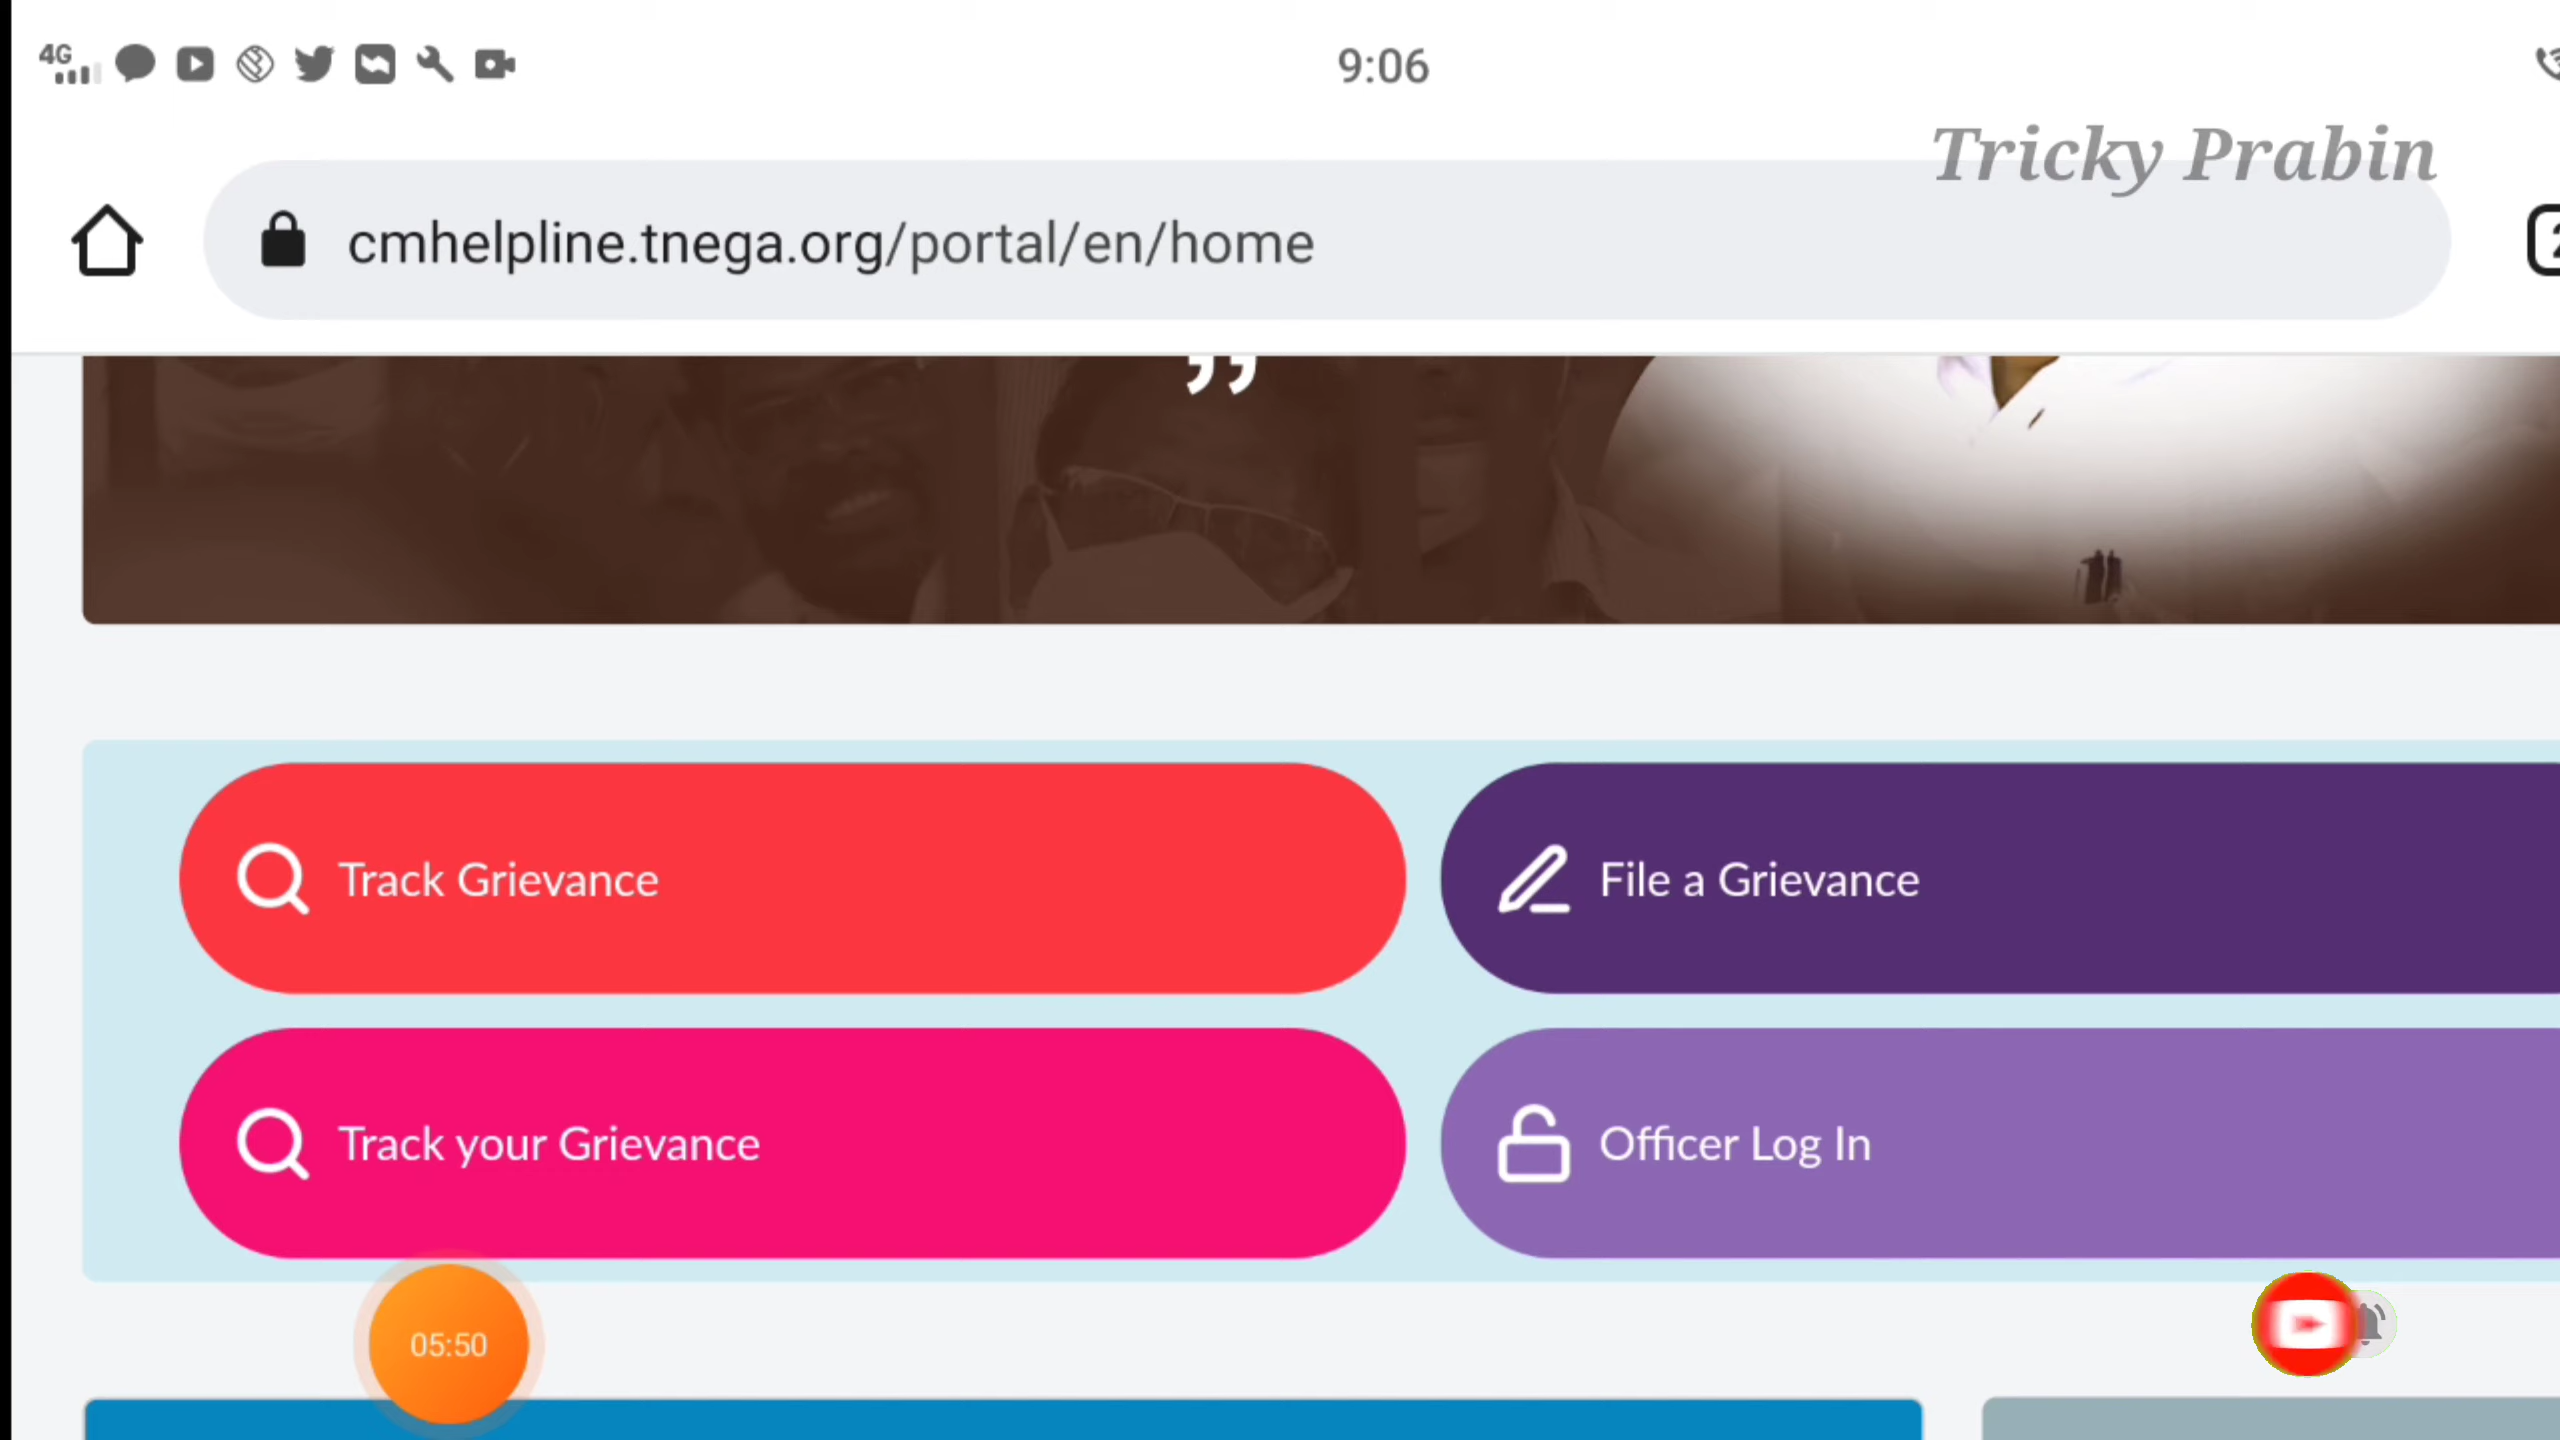 4G
9:06
Tricky Prabin
cmhelpline.tnega.org/portal/en/home
”
Track Grievance
File a Grievance
Track your Grievance
Officer Log In
05:50